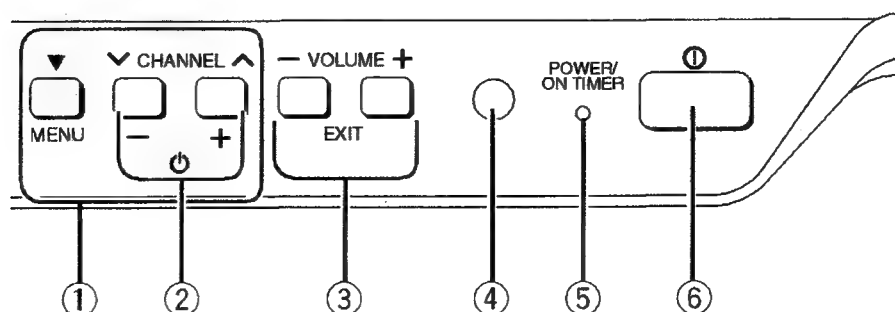 ▼ ∨ CHANNEL ∧ − VOLUME +
POWER/
ON TIMER
MENU − + EXIT
① ② ③ ④ ⑤ ⑥